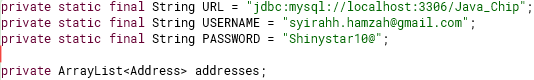 private static final String URL = "jdbc:mysql://localhost:3306/Java_Chip";
private static final String USERNAME = "syirahh.hamzah@gmail.com";
private static final String PASSWORD = "Shinystar10@";
private ArrayList<Address> addresses;